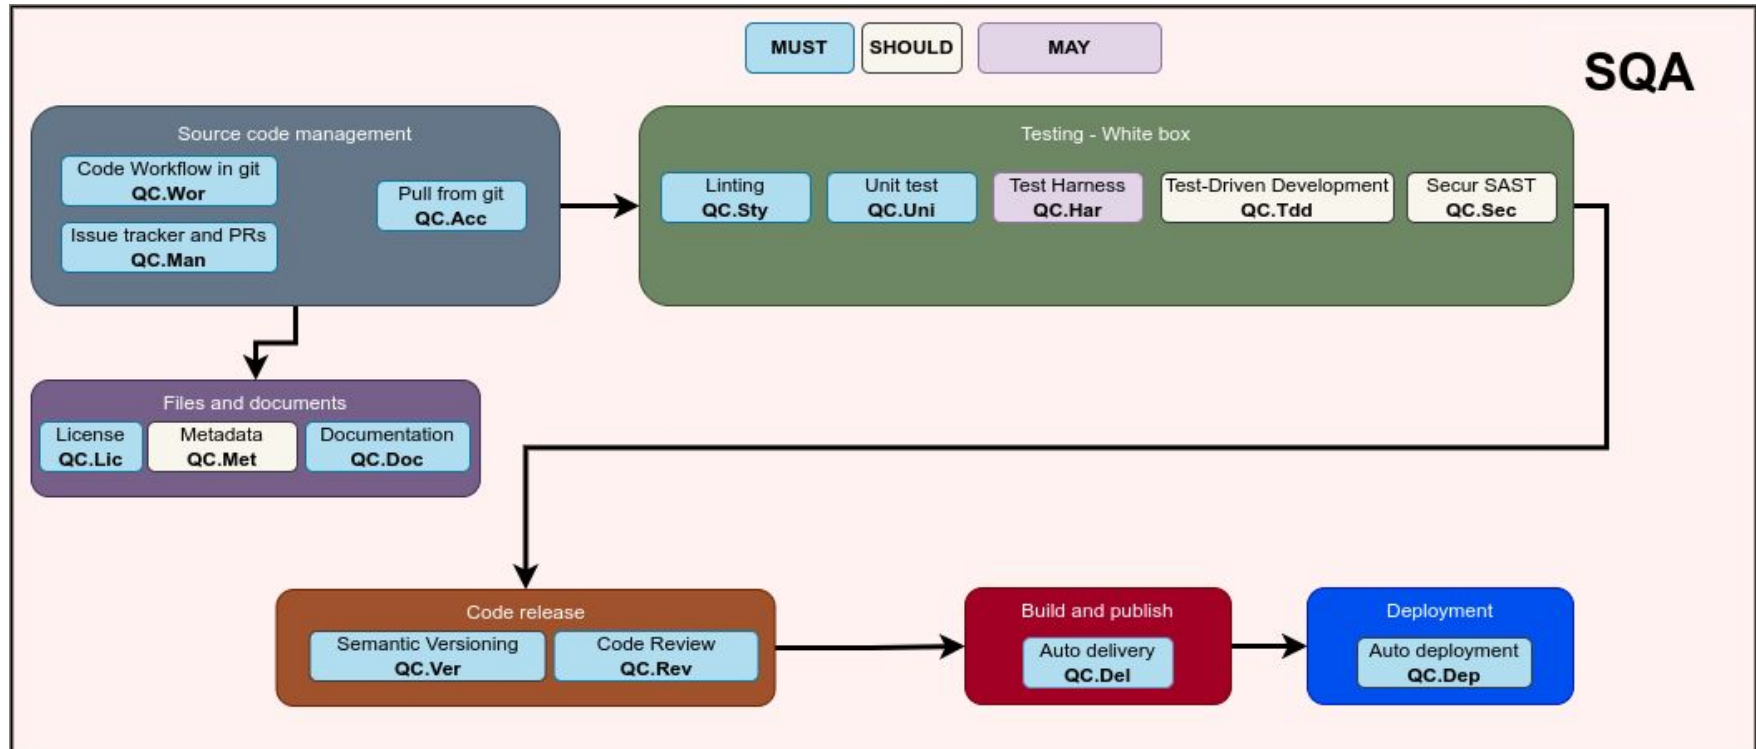 MUST
SHOULD
MAY
SQA
Source code management
Code Workflow in git
QC.Wor
Pull from git
QC.Acc
Issue tracker and PRs
QC.Man
Testing - White box
Linting
QC.Sty
Unit test
QC.Uni
Test Harness
QC.Har
Test-Driven Development
QC.Tdd
Secur SAST
QC.Sec
Files and documents
License
QC.Lic
Metadata
QC.Met
Documentation
QC.Doc
Code release
Semantic Versioning
QC.Ver
Code Review
QC.Rev
Build and publish
Auto delivery
QC.Del
Deployment
Auto deployment
QC.Dep